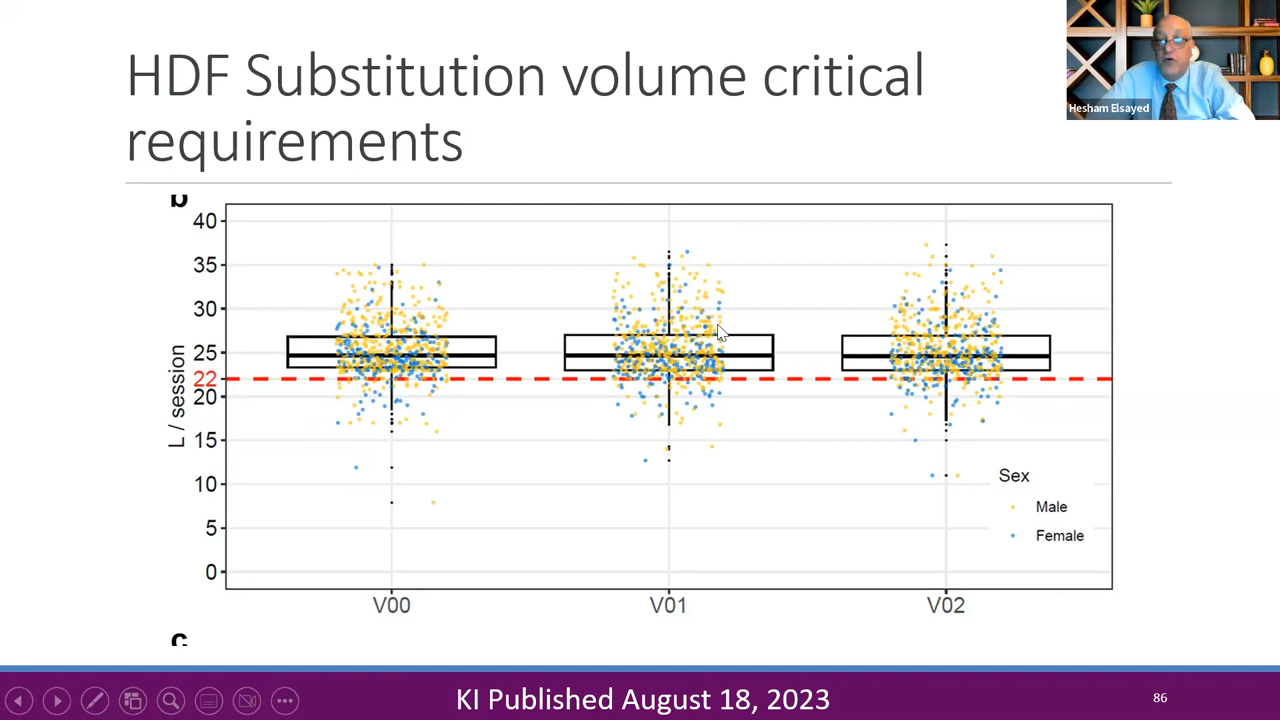 HDF Substitution volume critical
requirements
Hesham Elsayed
b
40
35
30
25
22
20
15
10
5
0
L / session
Sex
Male
Female
V00
V01
V02
c
KI Published August 18, 2023
86